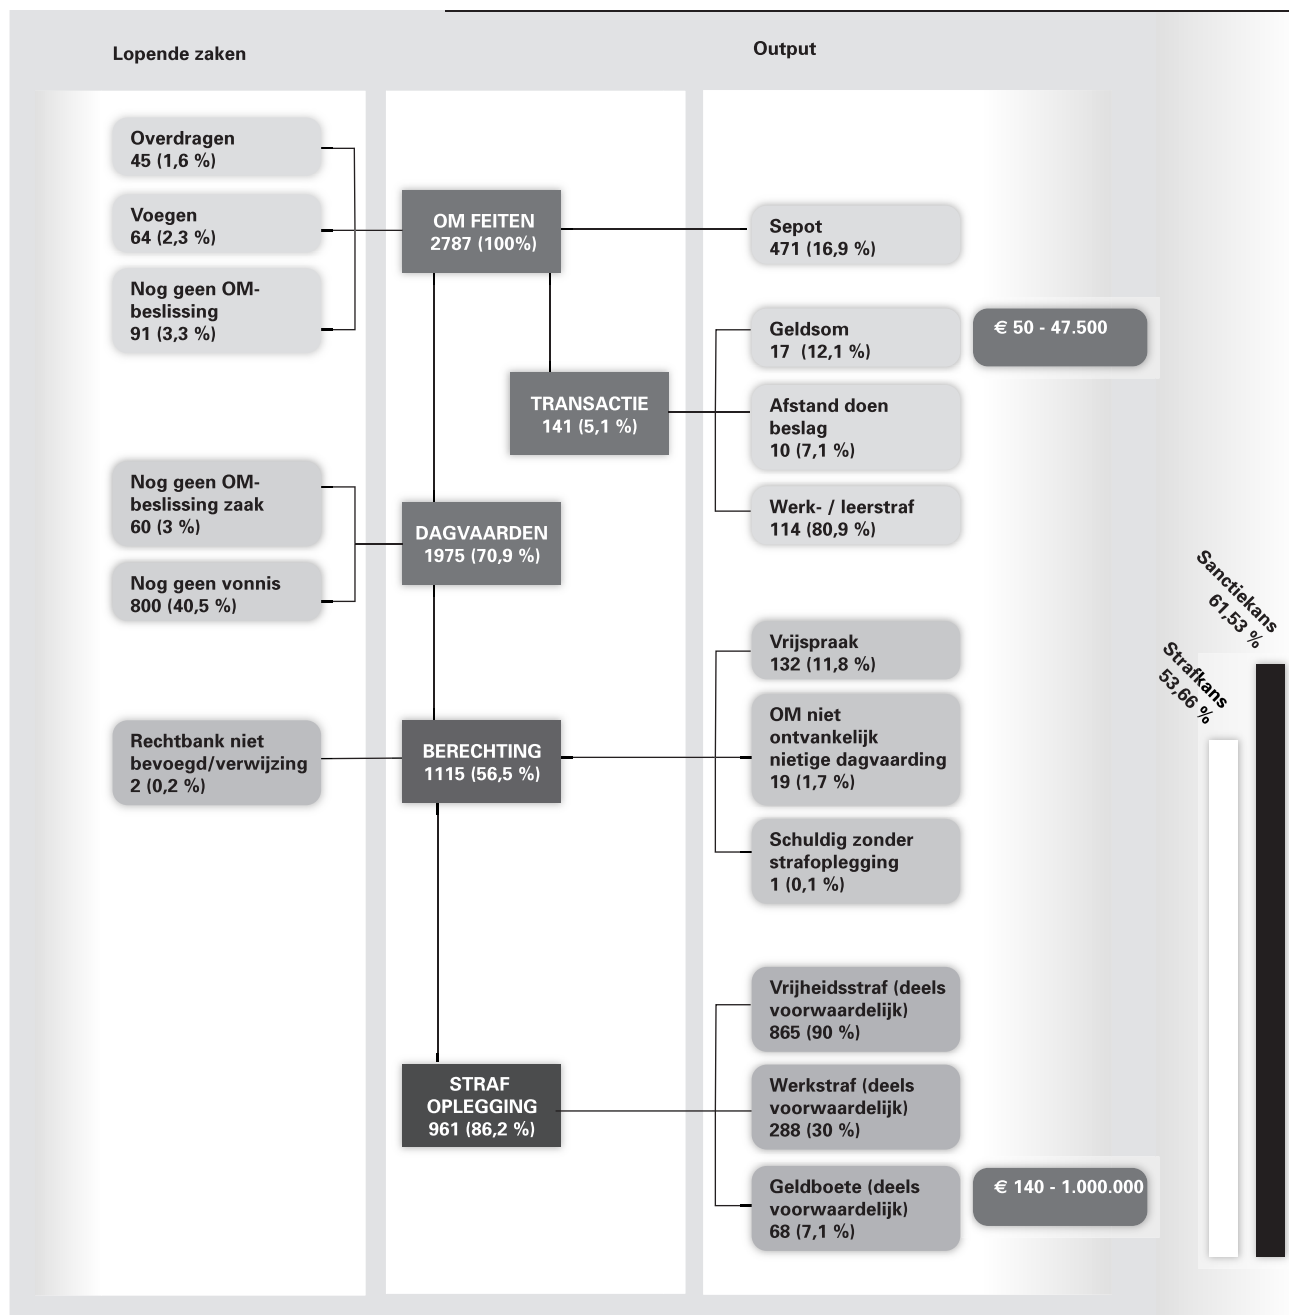 Lopende zaken
Output
Overdragen
45 (1,6 %)
Voegen
64 (2,3 %)
Nog geen OM-
beslissing
91 (3,3 %)
OM FEITEN
2787 (100%)
Sepot
471 (16,9 %)
Geldsom
17 (12,1 %)
€ 50 - 47.500
TRANSACTIE
141 (5,1 %)
Afstand doen
beslag
10 (7,1 %)
Werk- / leerstraf
114 (80,9 %)
Nog geen OM-
beslissing zaak
60 (3 %)
Nog geen vonnis
800 (40,5 %)
DAGVAARDEN
1975 (70,9 %)
Sanctiekans
61,53 %
Strafkans
53,66 %
Vrijspraak
132 (11,8 %)
OM niet
ontvankelijk
nietige dagvaarding
19 (1,7 %)
Schuldig zonder
strafoplegging
1 (0,1 %)
Rechtbank niet
bevoegd/verwijzing
2 (0,2 %)
BERECHTING
1115 (56,5 %)
STRAF
OPLEGGING
961 (86,2 %)
Vrijheidsstraf (deels
voorwaardelijk)
865 (90 %)
Werkstraf (deels
voorwaardelijk)
288 (30 %)
Geldboete (deels
voorwaardelijk)
68 (7,1 %)
€ 140 - 1.000.000